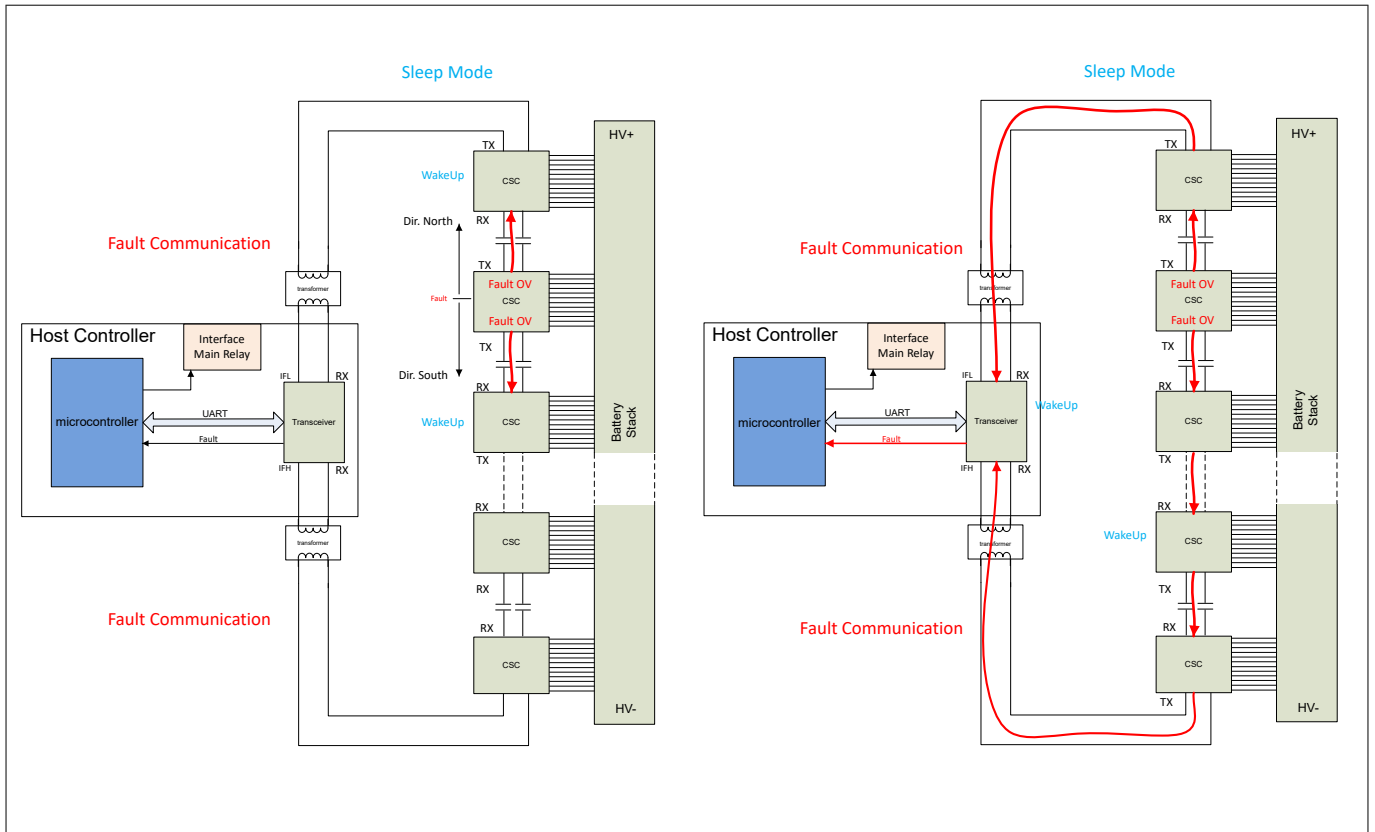 Sleep Mode
HV+
TX
CSC
WakeUp
RX
Dir. North
Fault Communication
TX
Fault OV
CSC
Fault
Fault OV
transformer
TX
Dir. South
RX
CSC
WakeUp
TX
Battery
Stack
Host Controller
Interface
Main Relay
IFL
RX
microcontroller
UART
Transceiver
Fault
IFH
RX
transformer
RX
CSC
RX
Fault Communication
RX
CSC
HV-
Sleep Mode
HV+
TX
CSC
RX
Fault Communication
TX
Fault OV
CSC
Fault OV
transformer
TX
RX
CSC
TX
Battery
Stack
Host Controller
Interface
Main Relay
IFL
RX
WakeUp
microcontroller
UART
Transceiver
Fault
IFH
RX
transformer
RX
CSC
WakeUp
TX
Fault Communication
RX
CSC
TX
HV-